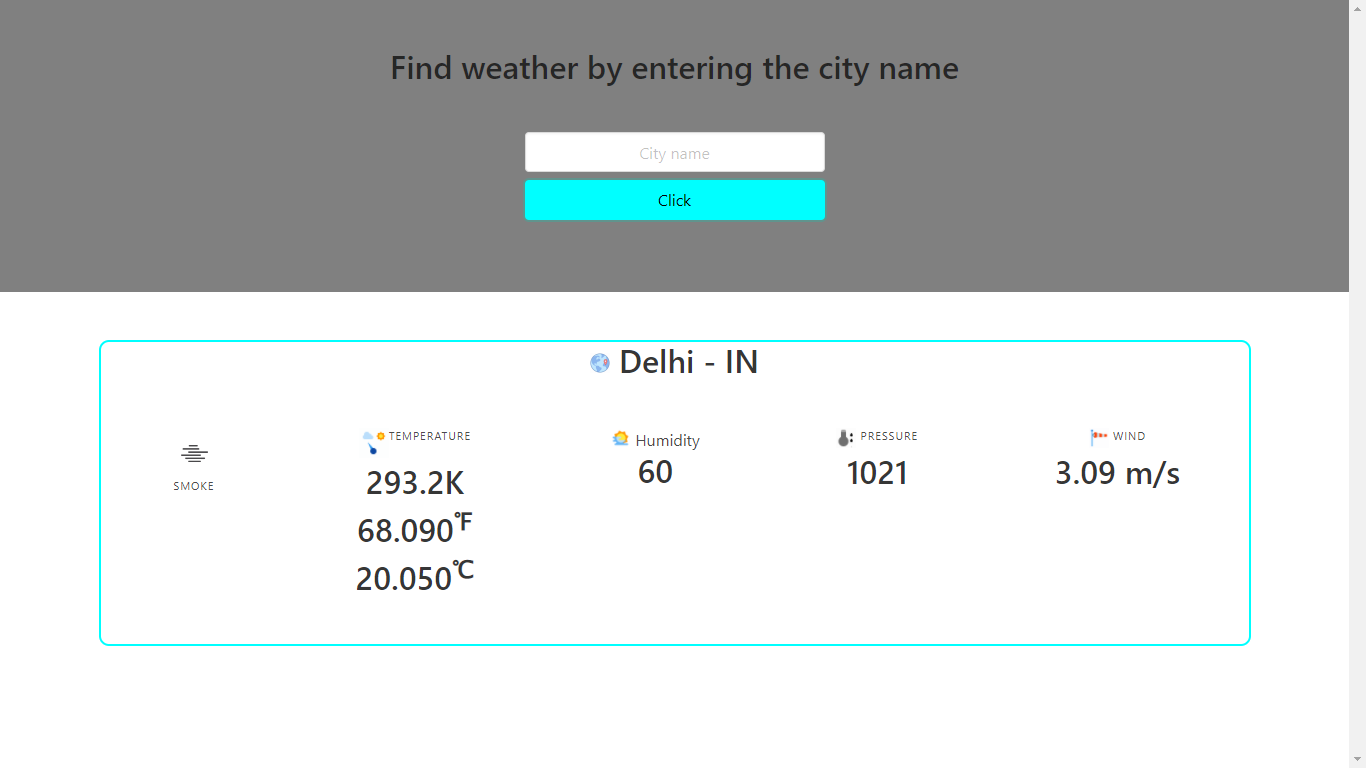 Find weather by entering the city name
City name
Click
Delhi - IN
SMOKE
TEMPERATURE
293.2K
68.090℉
20.050℃
Humidity
60
PRESSURE
1021
WIND
3.09 m/s